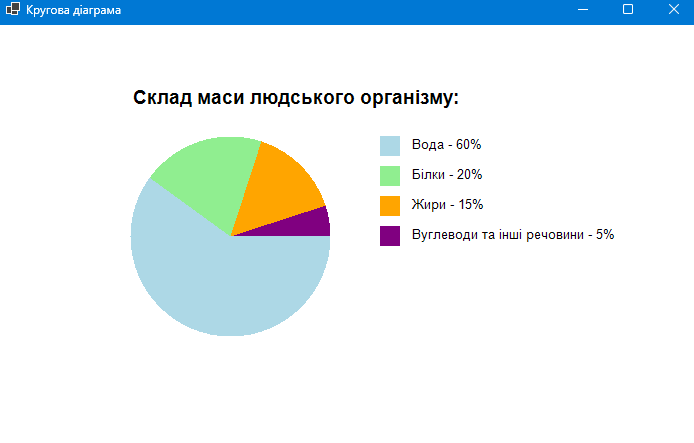 Кругова діаграма
Склад маси людського організму:
Вода - 60%
Білки - 20%
Жири - 15%
Вуглеводи та інші речовини - 5%